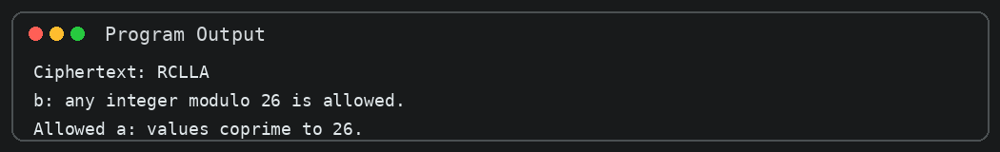 Program Output
Ciphertext: RCLLA
b: any integer modulo 26 is allowed.
Allowed a: values coprime to 26.